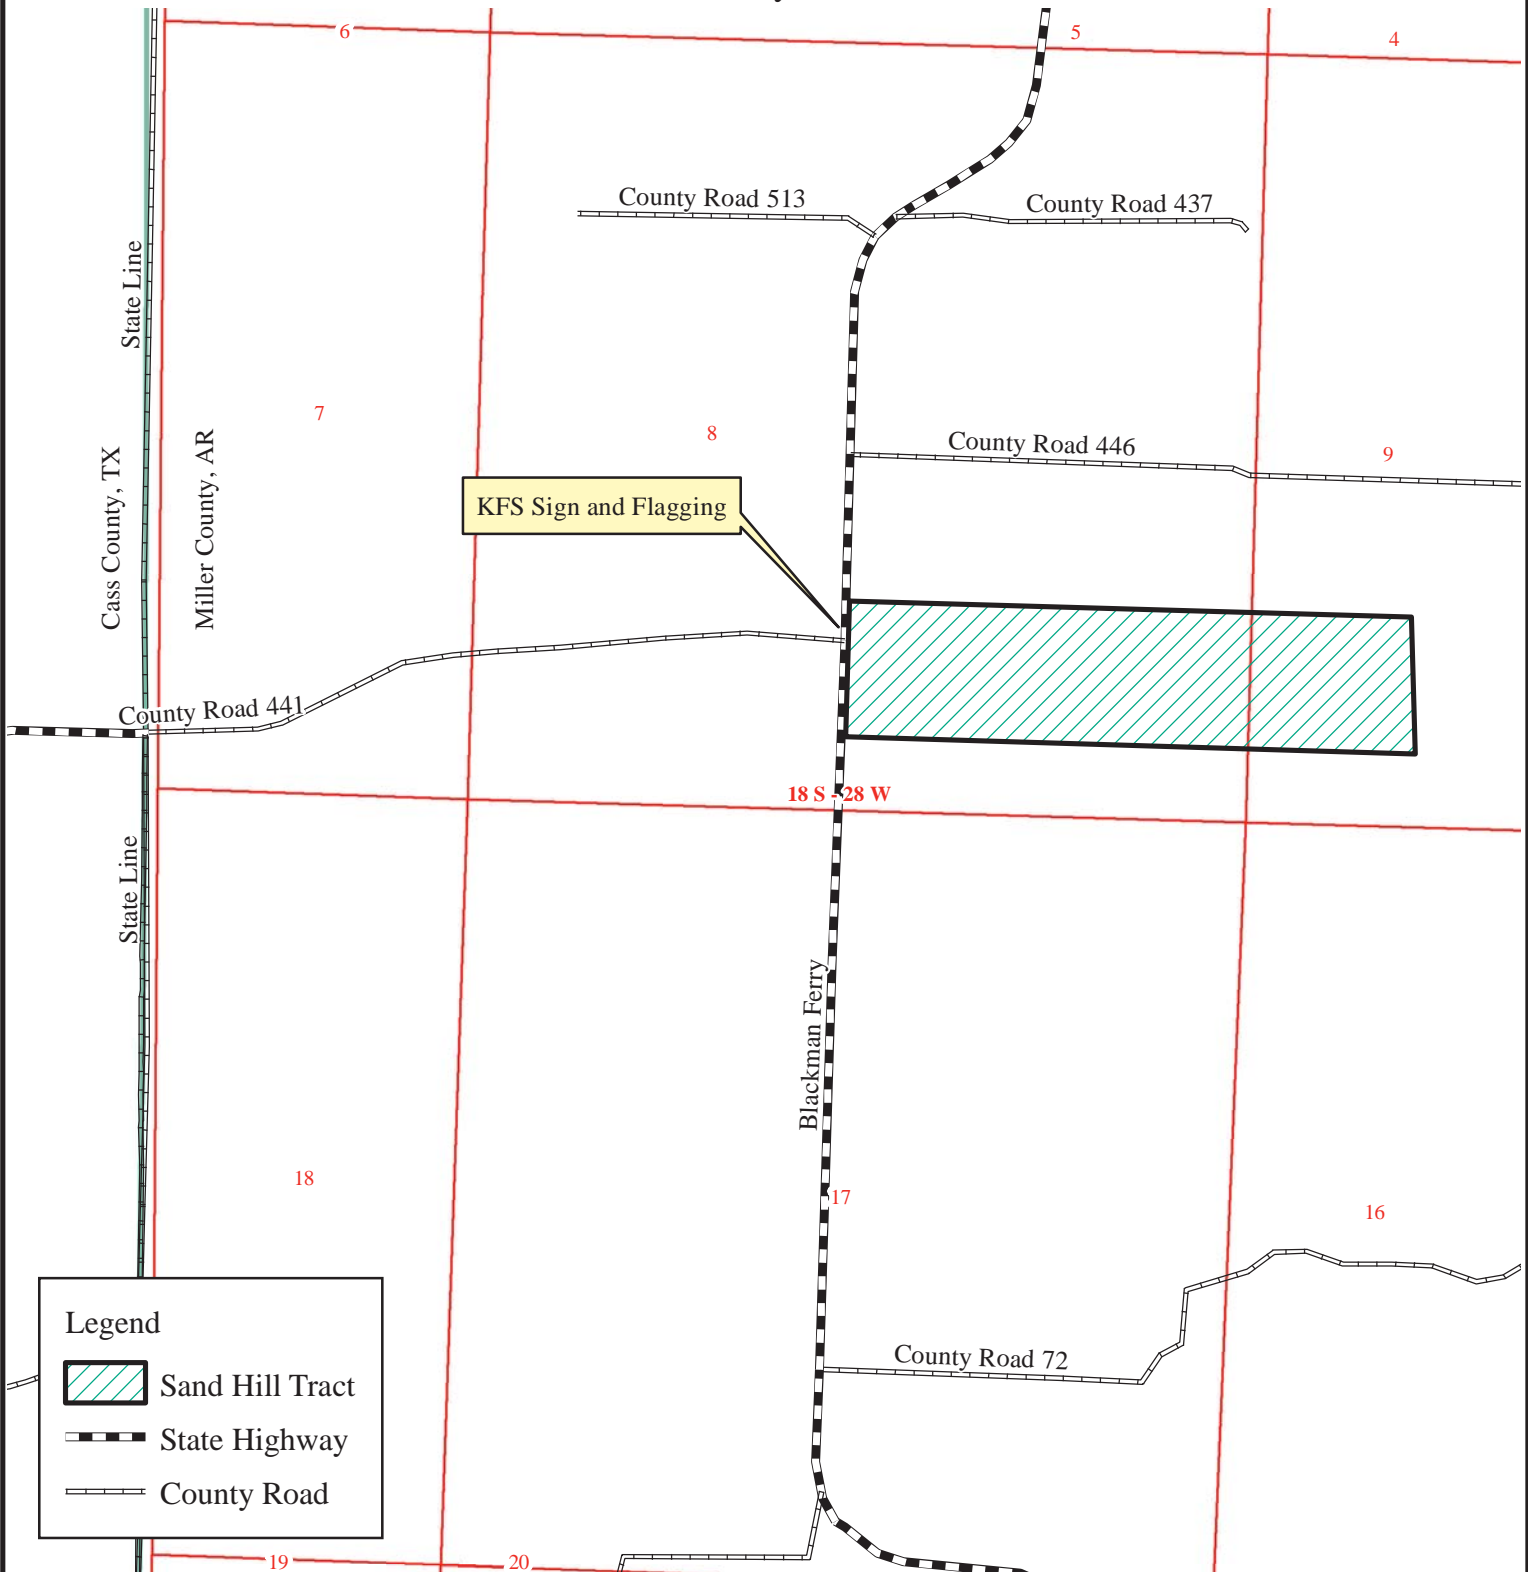 6
5
4
County Road 513
County Road 437
State Line
7
8
County Road 446
9
Cass County, TX
Miller County, AR
KFS Sign and Flagging
County Road 441
18 S - 28 W
State Line
Blackman Ferry
18
17
16
County Road 72
Legend
Sand Hill Tract
State Highway
County Road
19
20